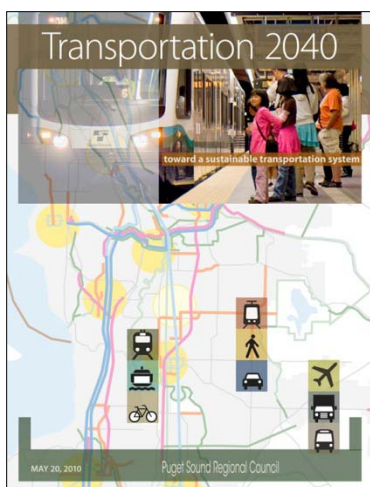 Transportation 2040
toward a sustainable transportation system
MAY 20, 2010
Puget Sound Regional Council